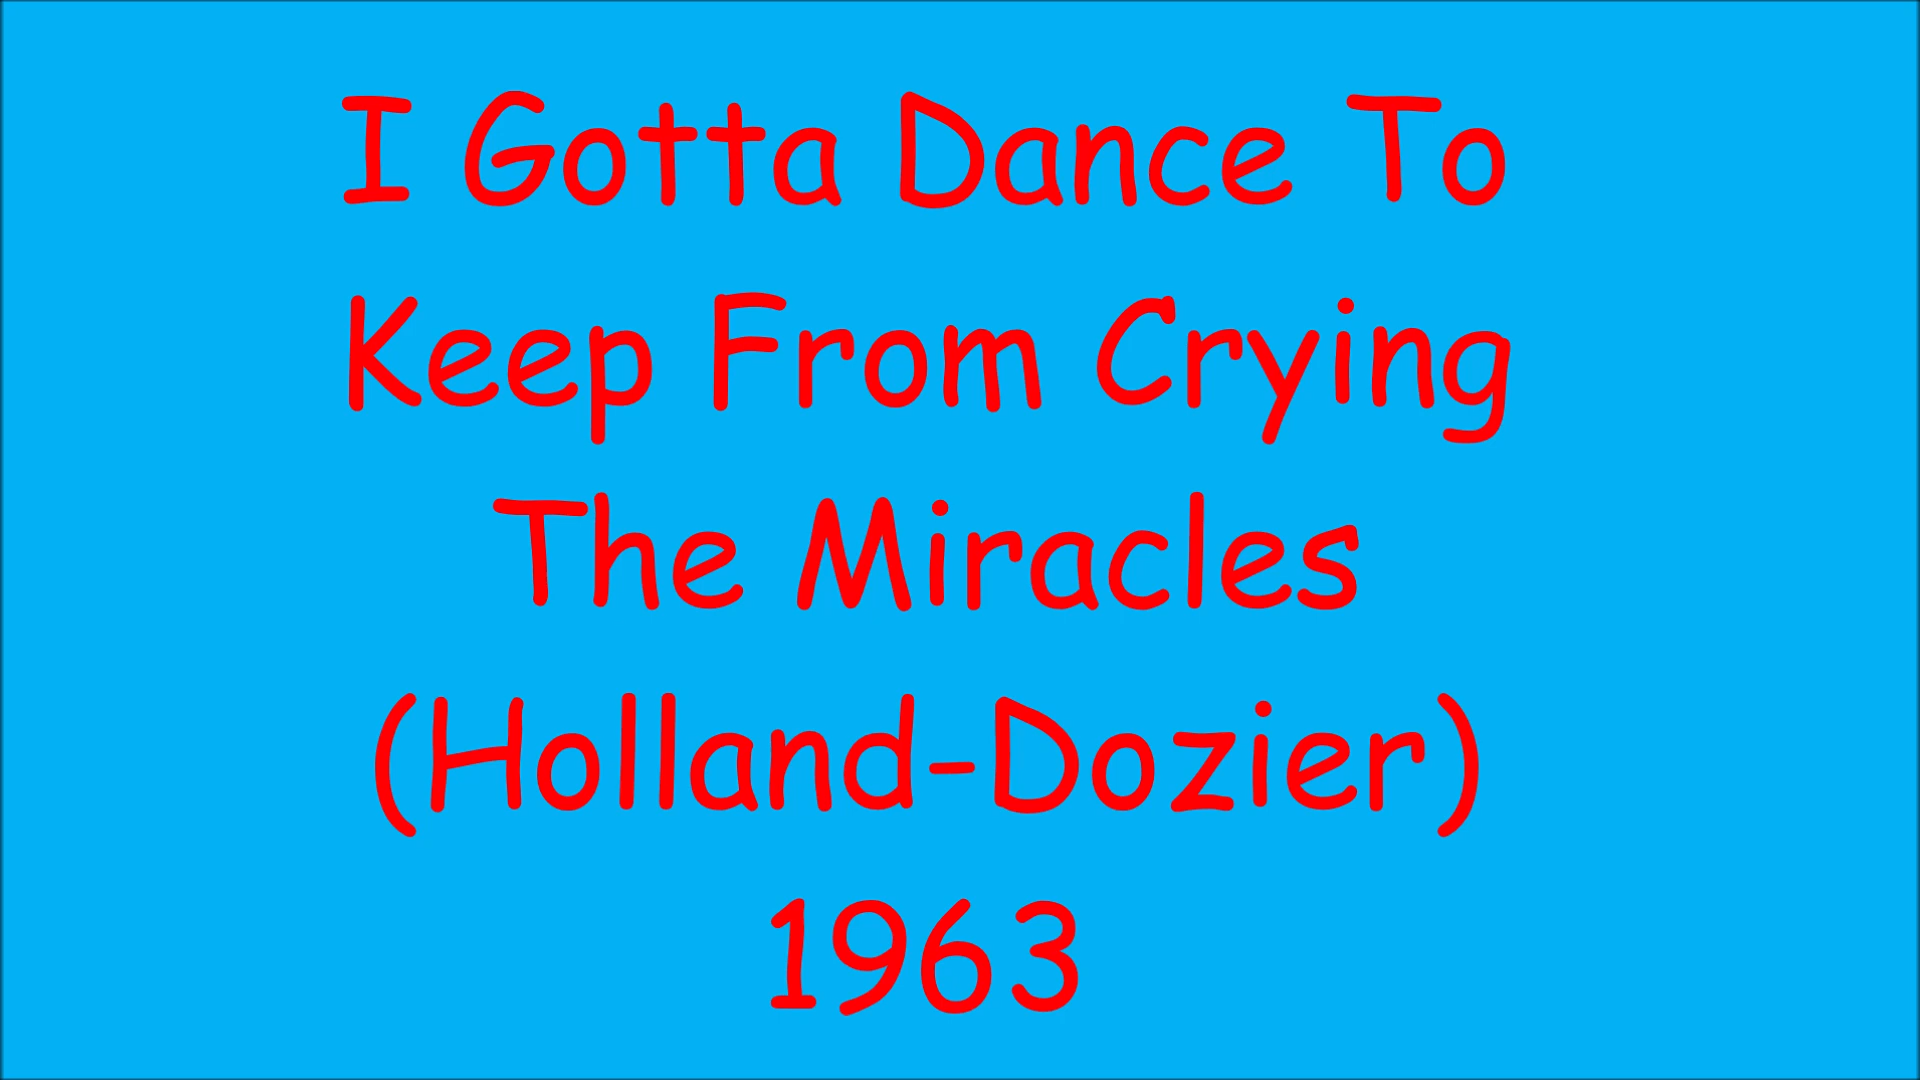 I Gotta Dance To
Keep From Crying
The Miracles
(Holland-Dozier)
1963